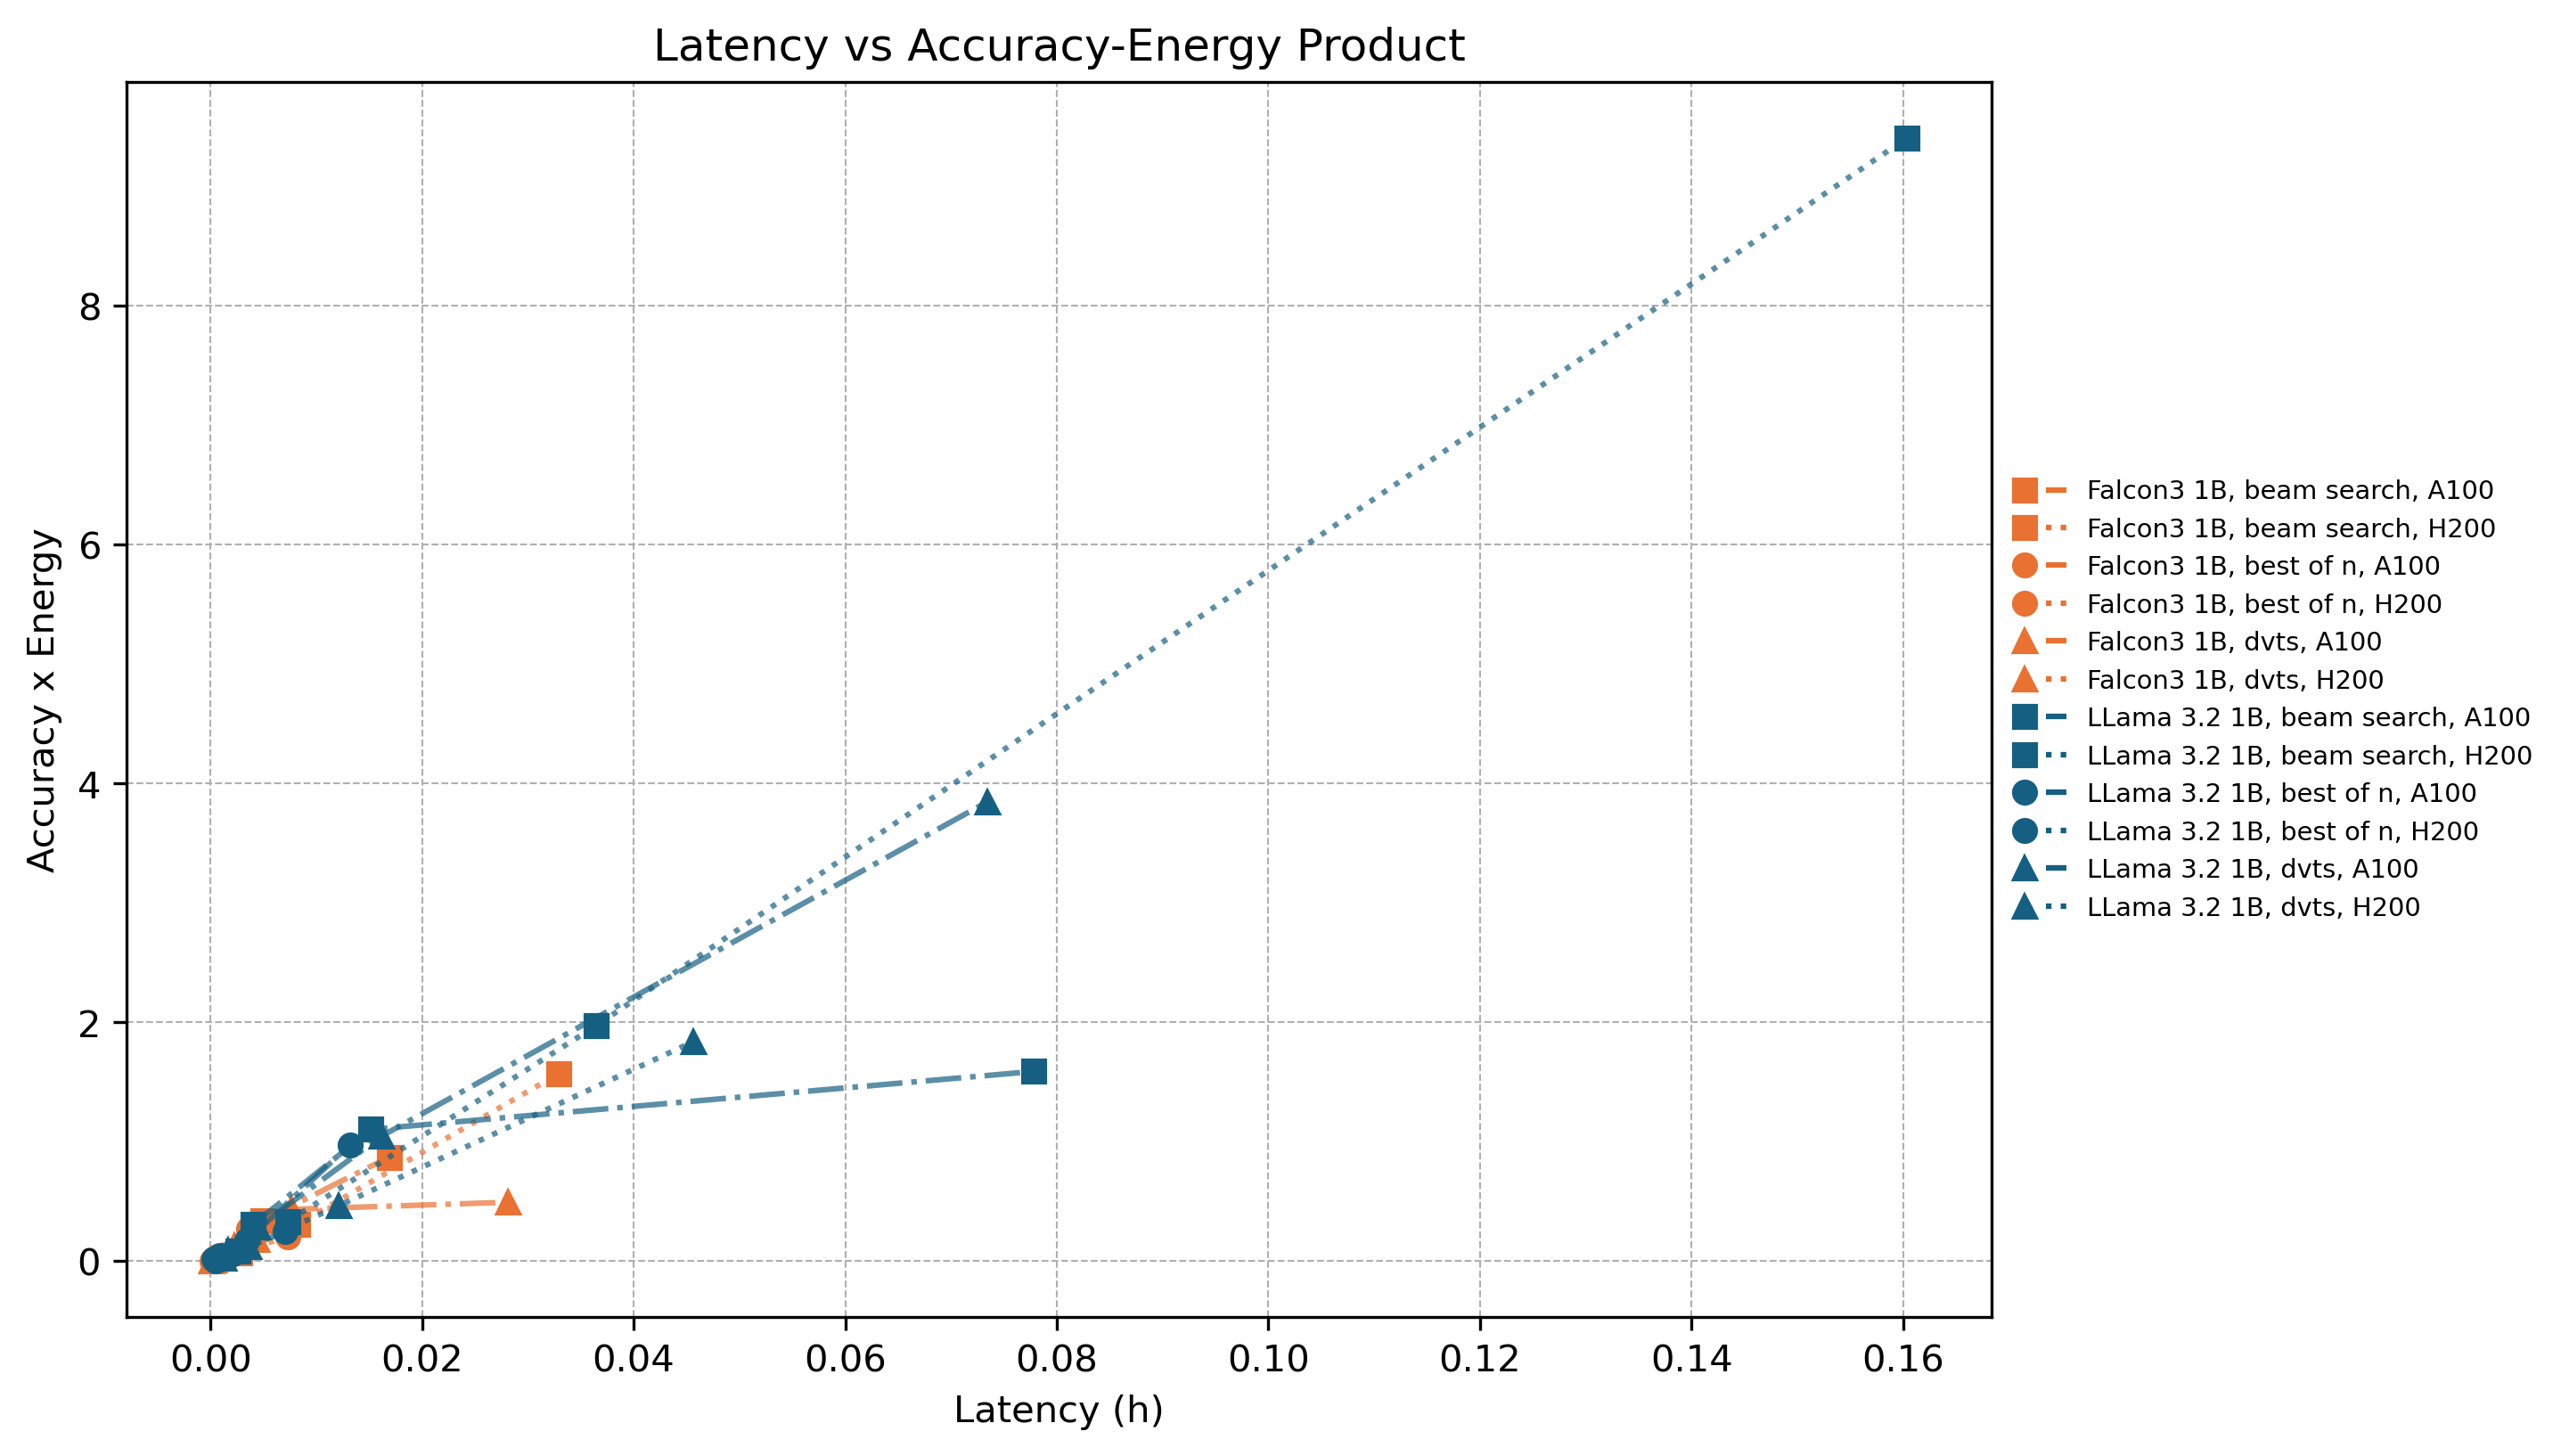 Latency vs Accuracy-Energy Product
Accuracy x Energy
8
6
4
2
0
0.00 0.02 0.04 0.06 0.08 0.10 0.12 0.14 0.16
Latency (h)
Falcon3 1B, beam search, A100
Falcon3 1B, beam search, H200
Falcon3 1B, best of n, A100
Falcon3 1B, best of n, H200
Falcon3 1B, dvts, A100
Falcon3 1B, dvts, H200
LLama 3.2 1B, beam search, A100
LLama 3.2 1B, beam search, H200
LLama 3.2 1B, best of n, A100
LLama 3.2 1B, best of n, H200
LLama 3.2 1B, dvts, A100
LLama 3.2 1B, dvts, H200